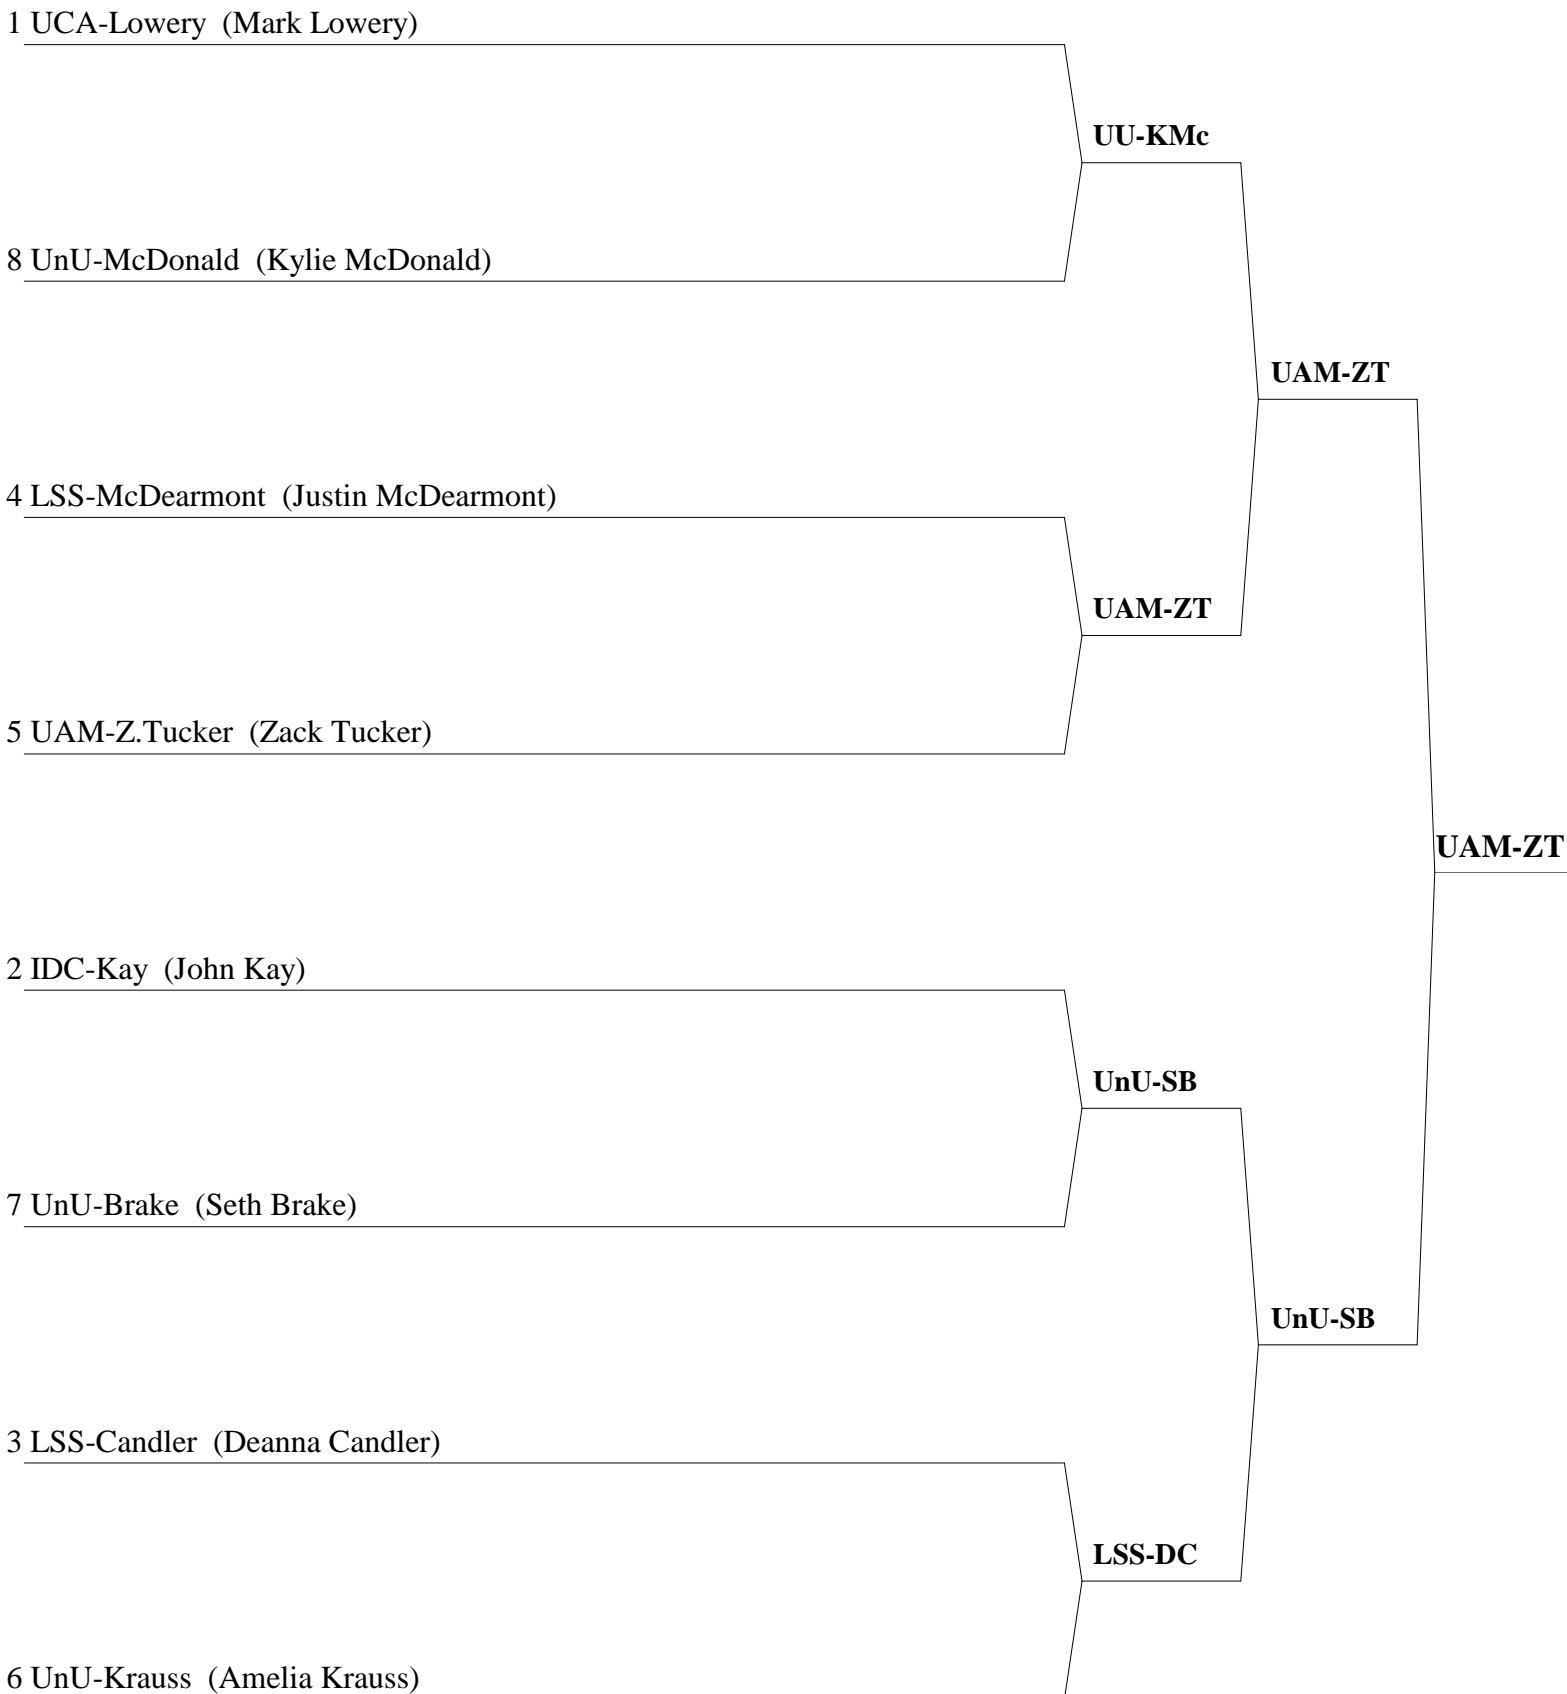 1 UCA-Lowery (Mark Lowery)
UU-KMc
8 UnU-McDonald (Kylie McDonald)
UAM-ZT
4 LSS-McDearmont (Justin McDearmont)
UAM-ZT
5 UAM-Z.Tucker (Zack Tucker)
UAM-ZT
2 IDC-Kay (John Kay)
UnU-SB
7 UnU-Brake (Seth Brake)
UnU-SB
3 LSS-Candler (Deanna Candler)
LSS-DC
6 UnU-Krauss (Amelia Krauss)